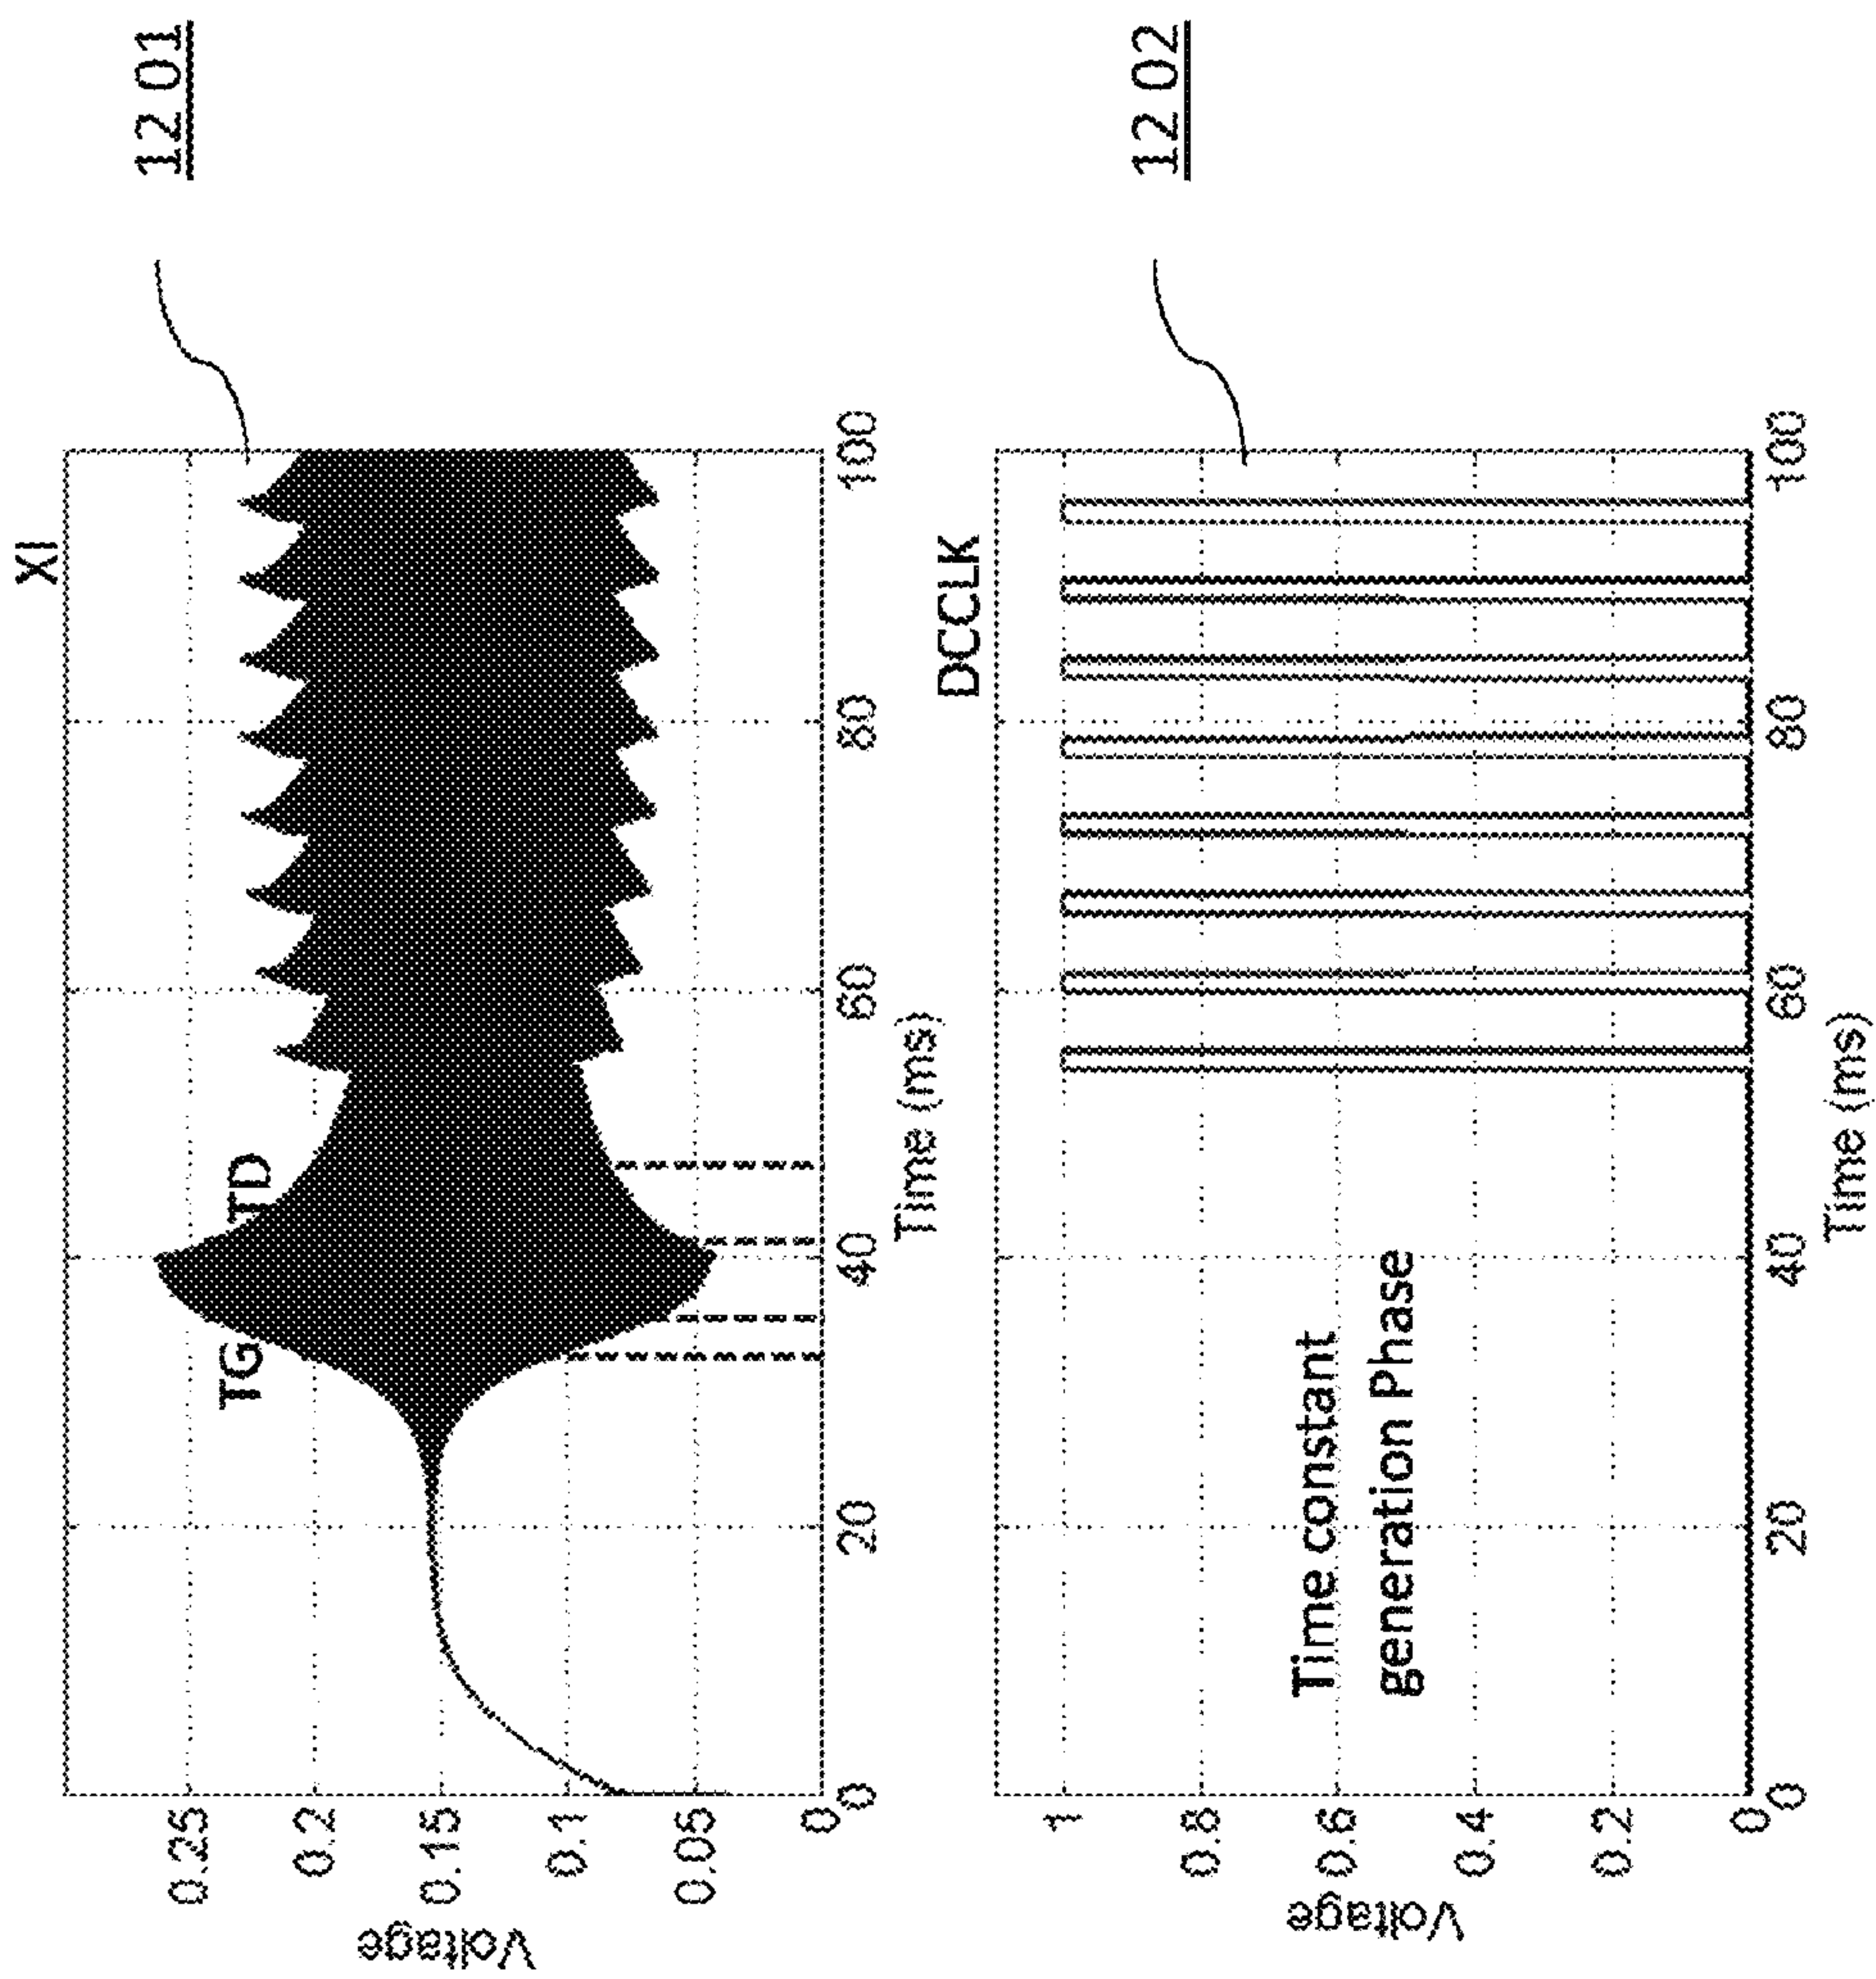 XI
12 01
Voltage
0.25
0.2
0.15
0.1
0.05
0
TG
TD
0
20
40
60
80
100
Time (ms)
DCCLK
12 02
Voltage
1
0.8
0.6
0.4
0.2
0
Time constant
generation Phase
0
20
40
60
80
100
Time (ms)